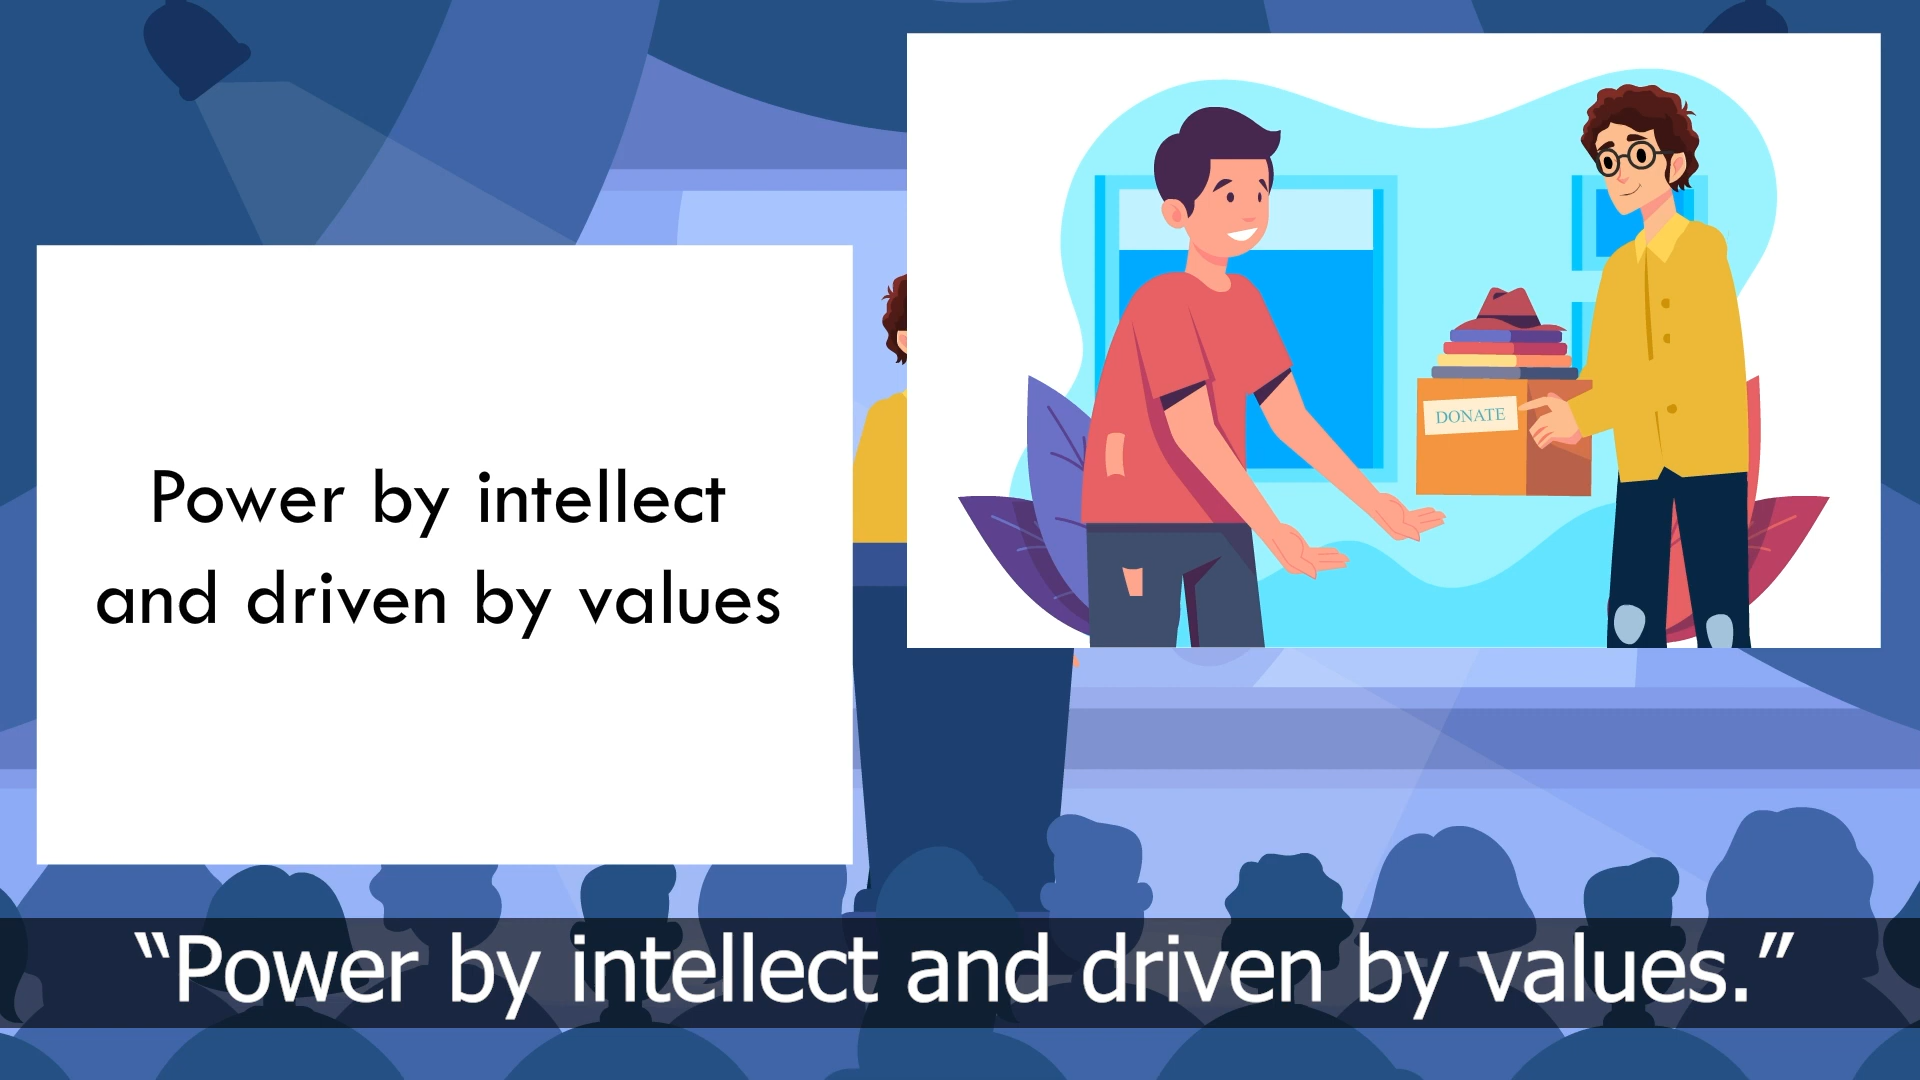 Power by intellect
and driven by values
DONATE
“Power by intellect and driven by values.”